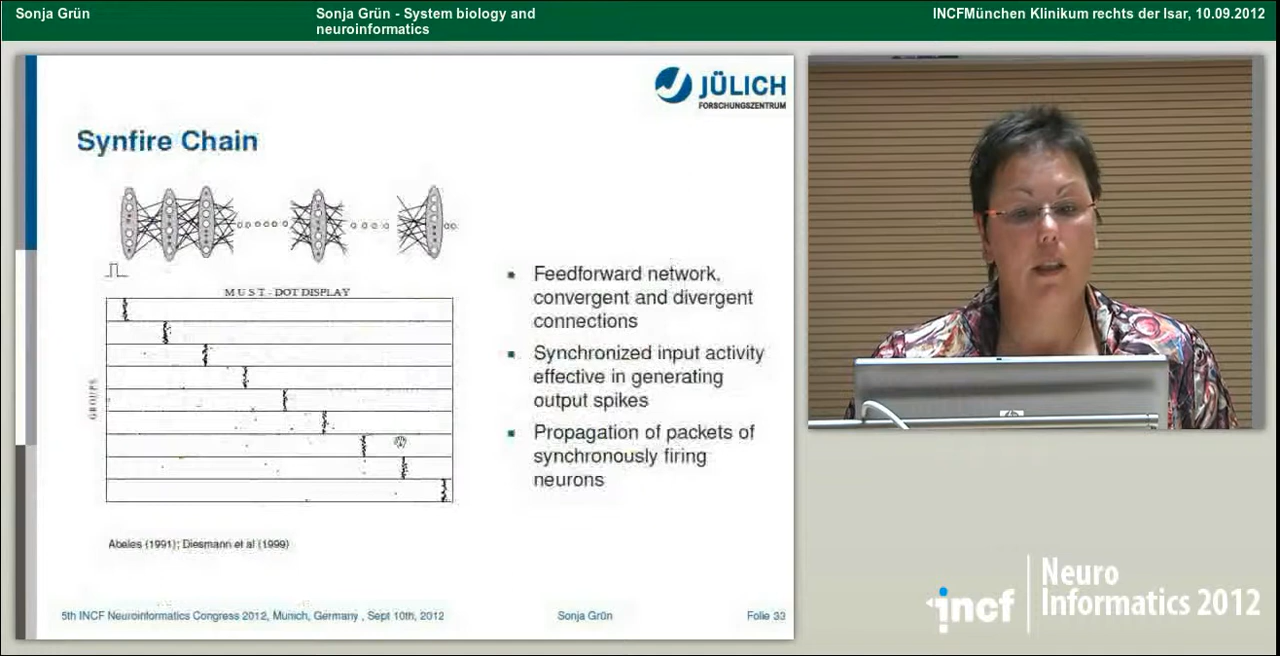 Sonja Grün
Sonja Grün - System biology and
neuroinformatics
INCFMünchen Klinikum rechts der Isar, 10.09.2012
JÜLICH
FORSCHUNGSZENTRUM
Synfire Chain
MUST - DOT DISPLAY
GROUPS
Feedforward network,
convergent and divergent
connections
Synchronized input activity
effective in generating
output spikes
Propagation of packets of
synchronously firing
neurons
Abeles (1991); Diesmann et al (1999)
5th INCF Neuroinformatics Congress 2012, Munich, Germany , Sept 10th, 2012
Sonja Grün
Folie 33
incf
Neuro
Informatics 2012